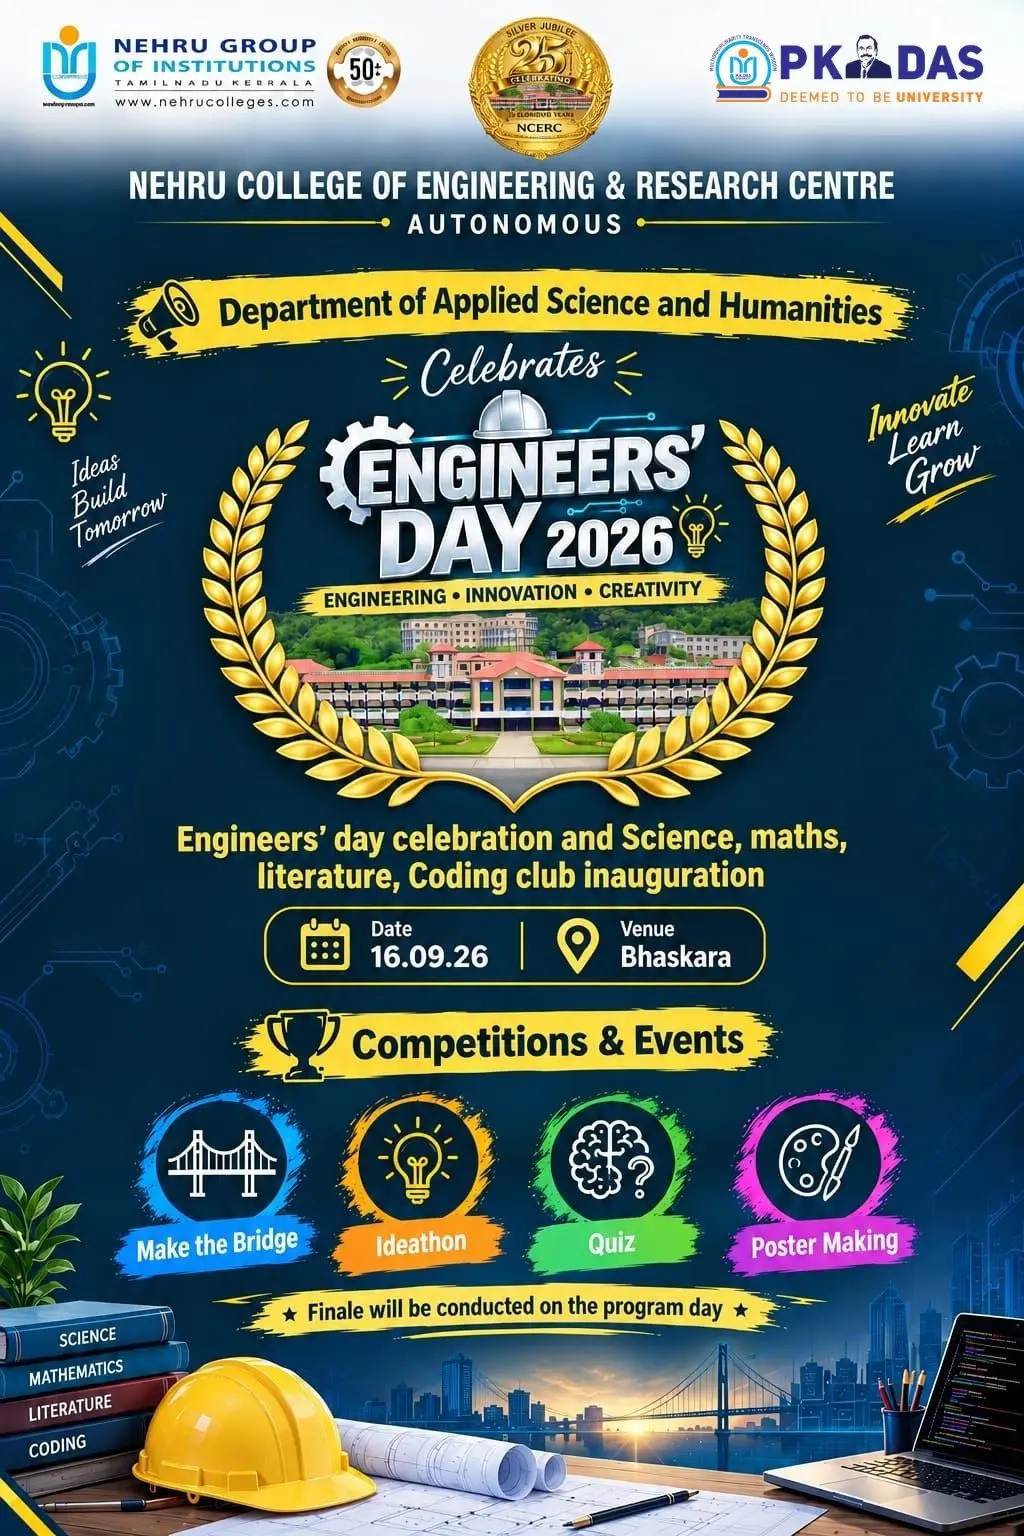 NEHRU GROUP
OF INSTITUTIONS
TAMILNADU KERRALA
www.nehrucolleges.com
50+
SILVER JUBILEE
25
CELEBRATING
NCERC
PK DAS
DEEMED TO BE UNIVERSITY
NEHRU COLLEGE OF ENGINEERING & RESEARCH CENTRE
AUTONOMOUS
Department of Applied Science and Humanities
Celebrates
Ideas
Build
Tomorrow
Innovate
Learn
Grow
ENGINEERS'
DAY 2026
ENGINEERING • INNOVATION • CREATIVITY
Engineers' day celebration and Science, maths,
literature, Coding club inauguration
Date
16.09.26
Venue
Bhaskara
Competitions & Events
Make the Bridge
Ideathon
Quiz
Poster Making
★ Finale will be conducted on the program day ★
SCIENCE
MATHEMATICS
LITERATURE
CODING